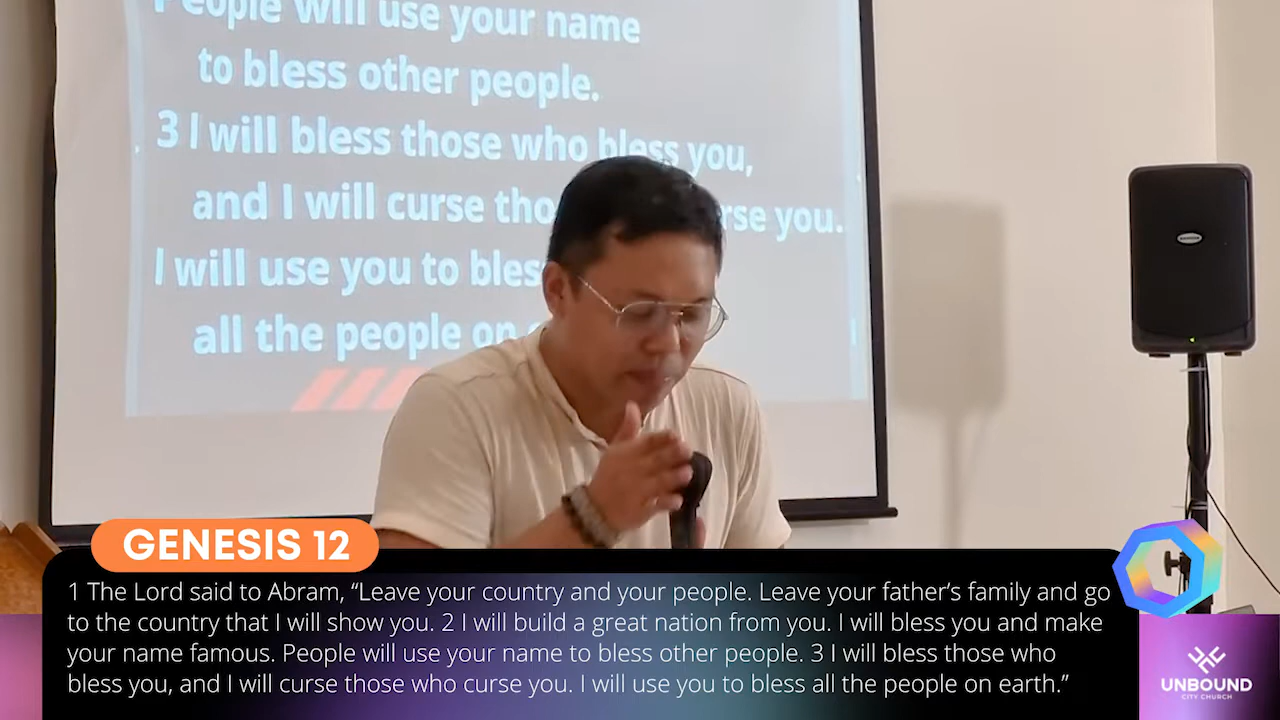 People will use your name
to bless other people.
3 I will bless those who bless you,
and I will curse tho rse you.
I will use you to bles
all the people on
GENESIS 12
1 The Lord said to Abram, “Leave your country and your people. Leave your father’s family and go
to the country that I will show you. 2 I will build a great nation from you. I will bless you and make
your name famous. People will use your name to bless other people. 3 I will bless those who
bless you, and I will curse those who curse you. I will use you to bless all the people on earth.”
UNBOUND
CITY CHURCH